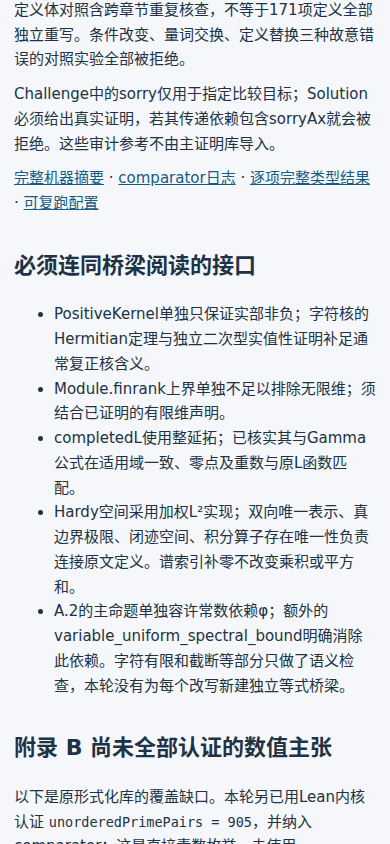 定义体对照含跨章节重复核查，不等于171项定义全部
独立重写。条件改变、量词交换、定义替换三种故意错
误的对照实验全部被拒绝。
Challenge中的sorry仅用于指定比较目标；Solution
必须给出真实证明，若其传递依赖包含sorryAx就会被
拒绝。这些审计参考不由主证明库导入。
完整机器摘要 · comparator日志 · 逐项完整类型结果
· 可复跑配置
必须连同桥梁阅读的接口
• PositiveKernel单独只保证实部非负；字符核的
Hermitian定理与独立二次型实值性证明补足通
常复正核含义。
• Module.finrank上界单独不足以排除无限维；须
结合已证明的有限维声明。
• completedL使用整延拓；已核实其与Gamma
公式在适用域一致、零点及重数与原L函数匹
配。
• Hardy空间采用加权L²实现；双向唯一表示、真
边界极限、闭迹空间、积分算子存在唯一性负责
连接原文定义。谱索引补零不改变乘积或平方
和。
• A.2的主命题单独容许常数依赖φ；额外的
variable_uniform_spectral_bound明确消除
此依赖。字符有限和截断等部分只做了语义检
查，本轮没有为每个改写新建独立等式桥梁。
附录 B 尚未全部认证的数值主张
以下是原形式化库的覆盖缺口。本轮另已用Lean内核
认证 unorderedPrimePairs = 905，并纳入